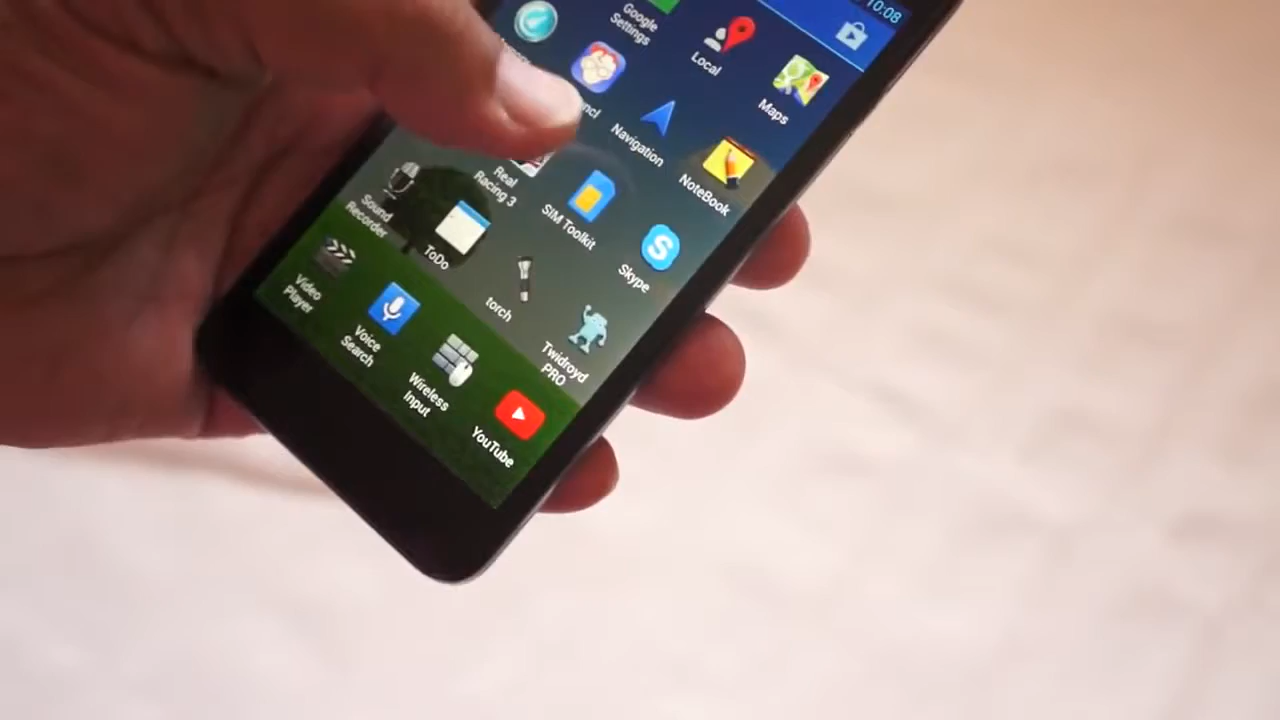 10:08
Google
Settings
Local
Maps
Navigation
NoteBook
Real
Racing 3
SIM Toolkit
Skype
Sound
Recorder
ToDo
torch
Twidroyd
PRO
Video
Player
Voice
Search
Wireless
Input
YouTube